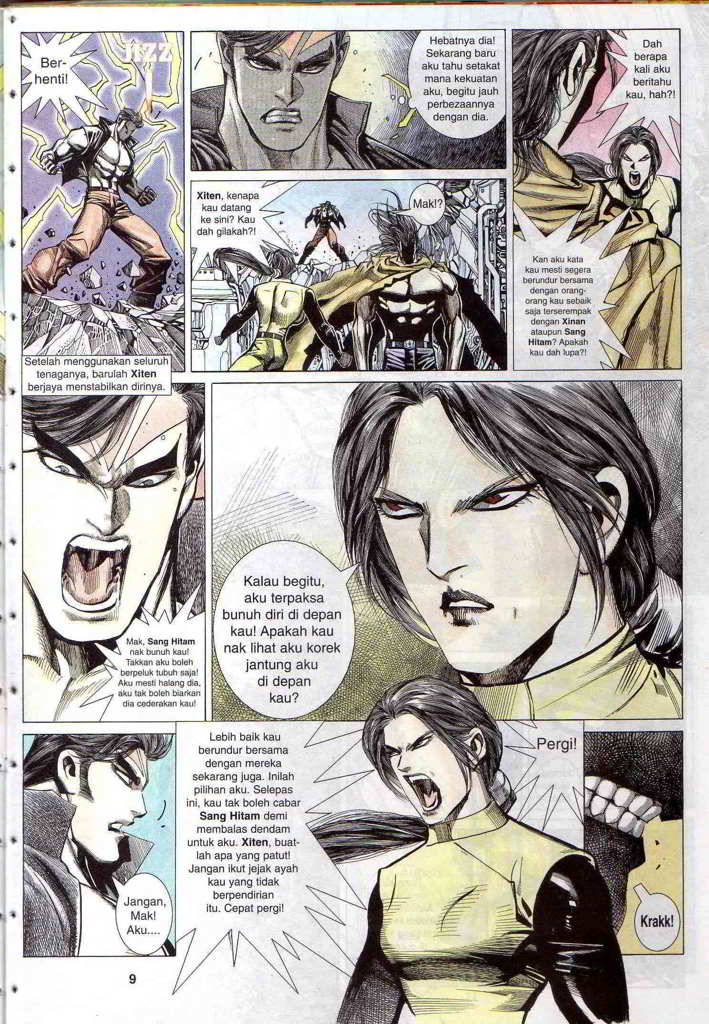 Ber-
henti!
JIZZ
Hebatnya dia!
Sekarang baru
aku tahu setakat
mana kekuatan
aku, begitu jauh
perbezaannya
dengan dia.
Dah
berapa
kali aku
beritahu
kau, hah?!
Xiten, kenapa
kau datang
ke sini? Kau
dah gilakah?!
Mak!?
Kan aku kata
kau mesti segera
berundur bersama
dengan orang-
orang kau sebaik
saja terserempak
dengan Xinan
ataupun Sang
Hitam? Apakah
kau dah lupa?!
Setelah menggunakan seluruh
tenaganya, barulah Xiten
berjaya menstabilkan dirinya.
Mak, Sang Hitam
nak bunuh kau!
Takkan aku boleh
berpeluk tubuh saja!
Aku mesti halang dia,
aku tak boleh biarkan
dia cederakan kau!
Kalau begitu,
aku terpaksa
bunuh diri di depan
kau! Apakah kau
nak lihat aku korek
jantung aku
di depan
kau?
Jangan,
Mak!
Aku....
Lebih baik kau
berundur bersama
dengan mereka
sekarang juga. Inilah
pilihan aku. Selepas
ini, kau tak boleh cabar
Sang Hitam demi
membalas dendam
untuk aku. Xiten, buat-
lah apa yang patut!
Jangan ikut jejak ayah
kau yang tidak
berpendirian
itu. Cepat pergi!
Pergi!
Krakk!
9